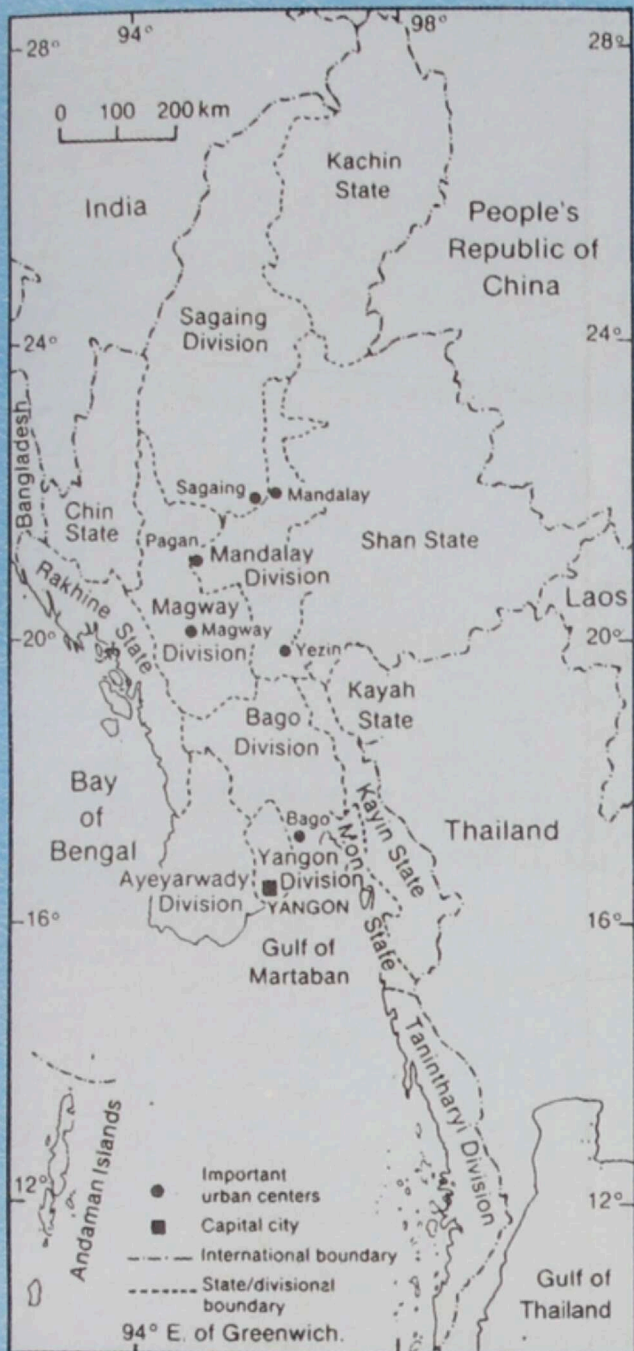 94°
98°
28°
28°
0 100 200 km
Kachin
State
India
People's
Republic of
China
Sagaing
Division
24°
24°
Bangladesh
Sagaing
Mandalay
Chin
State
Shan State
Pagan
Mandalay
Division
Laos
Rakhine State
Magway
Magway
Division
20°
20°
Yezin
Kayah
State
Bago
Division
Bay
of
Bengal
Kayin State
Thailand
Bago
Mon
State
Yangon
Division
YANGON
Ayeyarwady
Division
16°
16°
Gulf of
Martaban
Tanintharyi Division
Andaman Islands
12°
12°
Important
urban centers
Capital city
International boundary
State/divisional
boundary
Gulf of
Thailand
94° E. of Greenwich.